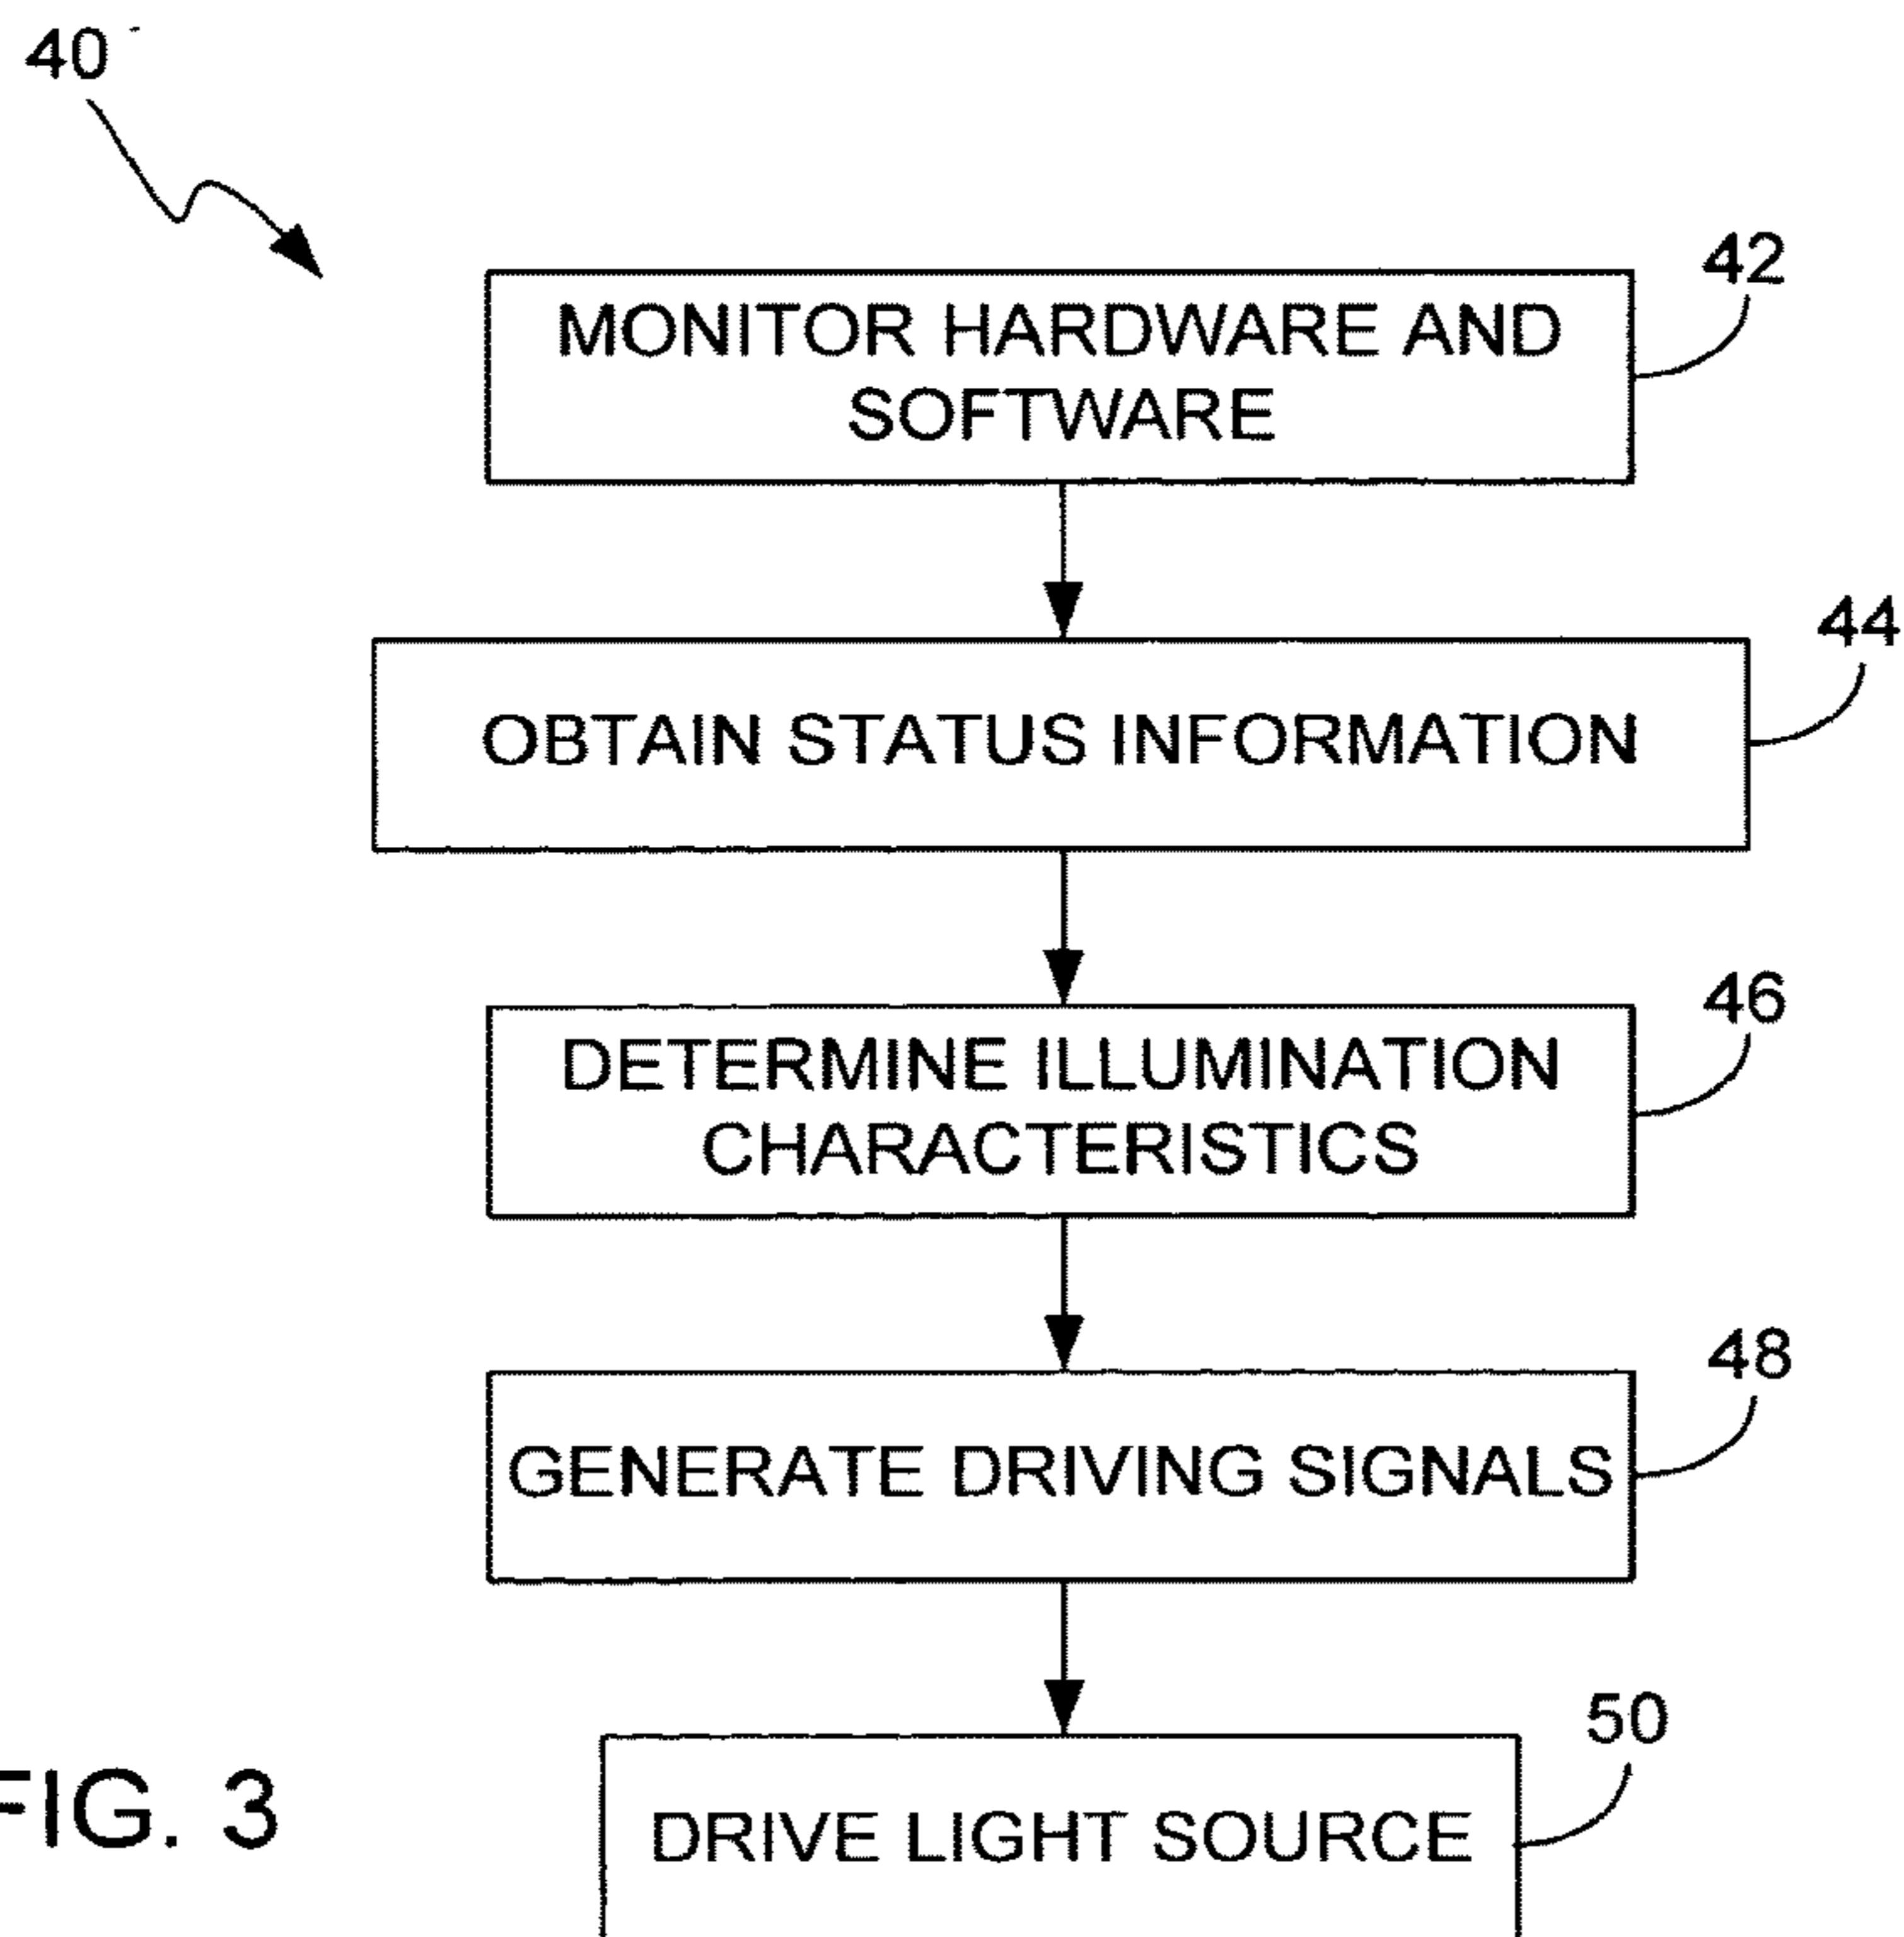 40
42
MONITOR HARDWARE AND
SOFTWARE
44
OBTAIN STATUS INFORMATION
46
DETERMINE ILLUMINATION
CHARACTERISTICS
48
GENERATE DRIVING SIGNALS
50
DRIVE LIGHT SOURCE
FIG. 3